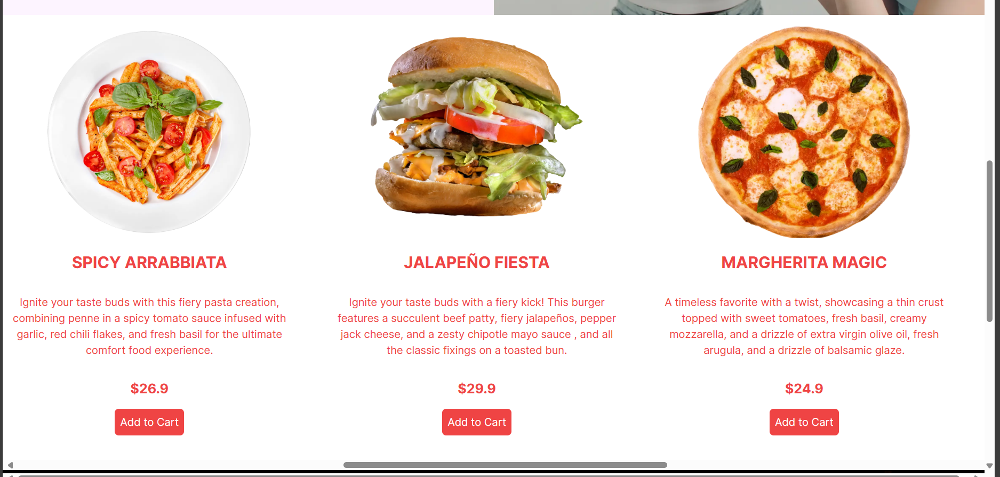 SPICY ARRABBIATA
Ignite your taste buds with this fiery pasta creation,
combining penne in a spicy tomato sauce infused with
garlic, red chili flakes, and fresh basil for the ultimate
comfort food experience.
$26.9
Add to Cart
JALAPEÑO FIESTA
Ignite your taste buds with a fiery kick! This burger
features a succulent beef patty, fiery jalapeños, pepper
jack cheese, and a zesty chipotle mayo sauce , and all
the classic fixings on a toasted bun.
$29.9
Add to Cart
MARGHERITA MAGIC
A timeless favorite with a twist, showcasing a thin crust
topped with sweet tomatoes, fresh basil, creamy
mozzarella, and a drizzle of extra virgin olive oil, fresh
arugula, and a drizzle of balsamic glaze.
$24.9
Add to Cart